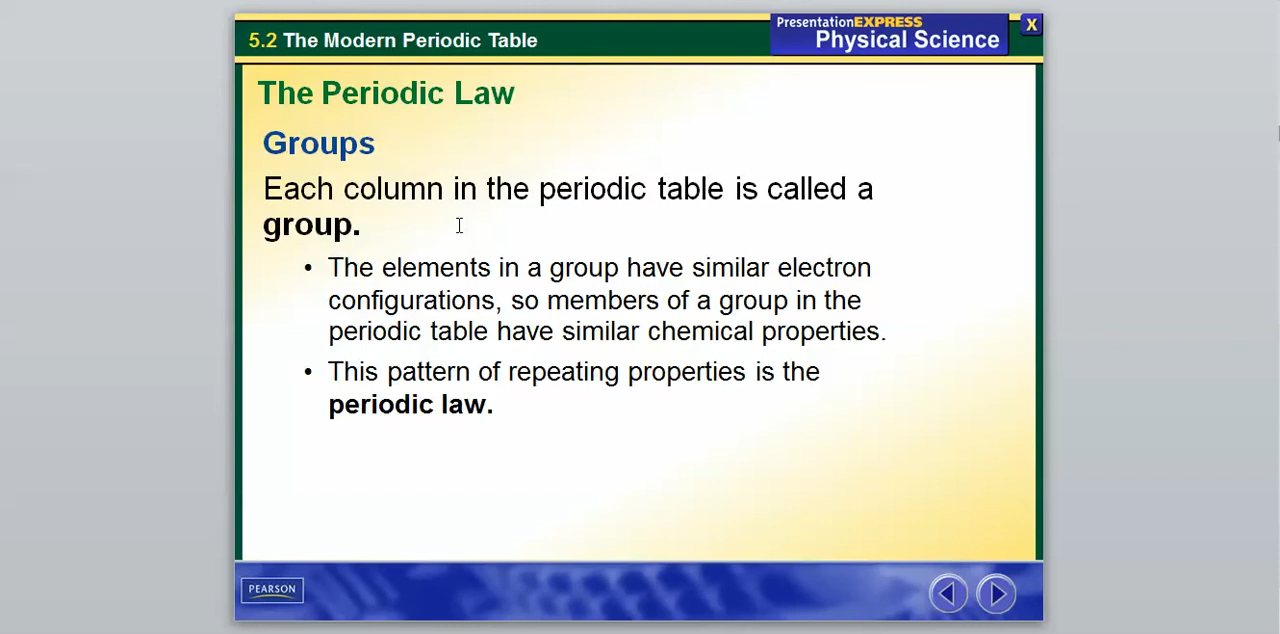 5.2 The Modern Periodic Table
PresentationEXPRESS
Physical Science
X
The Periodic Law
Groups
Each column in the periodic table is called a
group.
• The elements in a group have similar electron
configurations, so members of a group in the
periodic table have similar chemical properties.
• This pattern of repeating properties is the
periodic law.
PEARSON